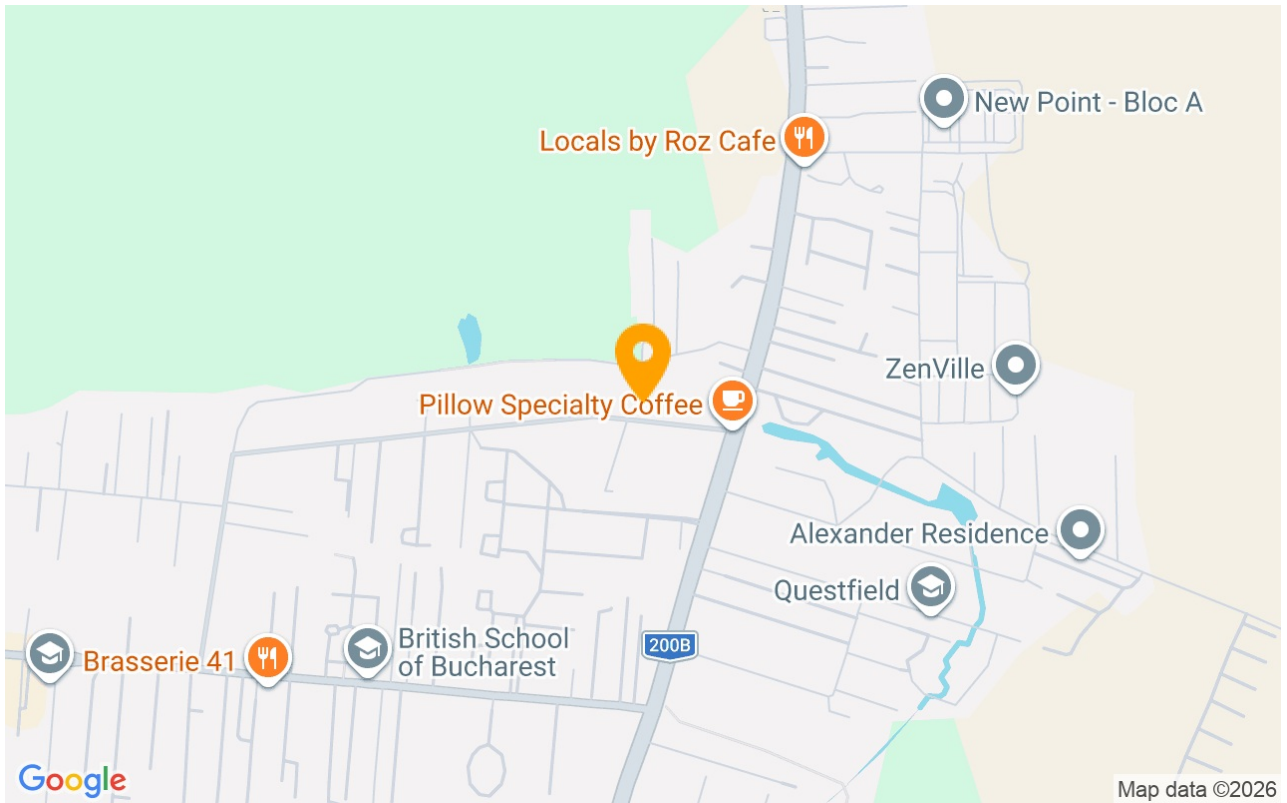 New Point - Bloc A
Locals by Roz Cafe
ZenVille
Pillow Specialty Coffee
Alexander Residence
Questfield
British School
of Bucharest
200B
Brasserie 41
Google
Map data ©2026